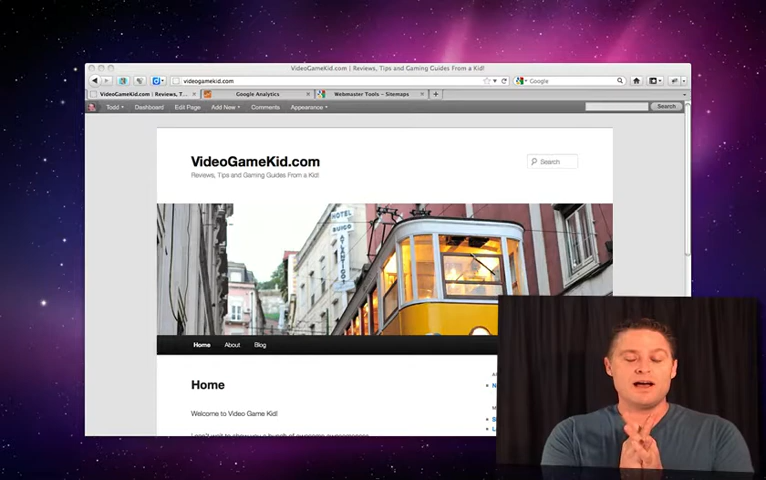 VideoGameKid.com | Reviews, Tips and Gaming Guides From a Kid!
videogamekid.com
Google
VideoGameKid.com | Reviews, T...
Google Analytics
Webmaster Tools - Sitemaps
Todd
Dashboard
Edit Page
Add New
Comments
Appearance
Search
VideoGameKid.com
Reviews, Tips and Gaming Guides From a Kid!
Search
HOTEL
Home
About
Blog
Home
Welcome to Video Game Kid!